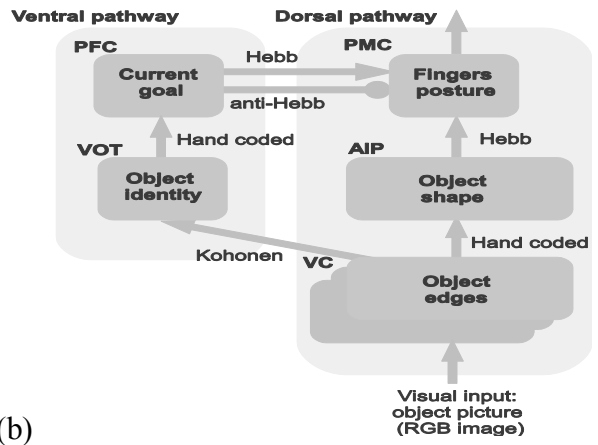 Ventral pathway
Dorsal pathway
PFC
Hebb
PMC
Current
goal
Fingers
posture
anti-Hebb
VOT
Hand coded
AIP
Hebb
Object
identity
Object
shape
Kohonen
Hand coded
VC
Object
edges
Visual input:
object picture
(RGB image)
(b)